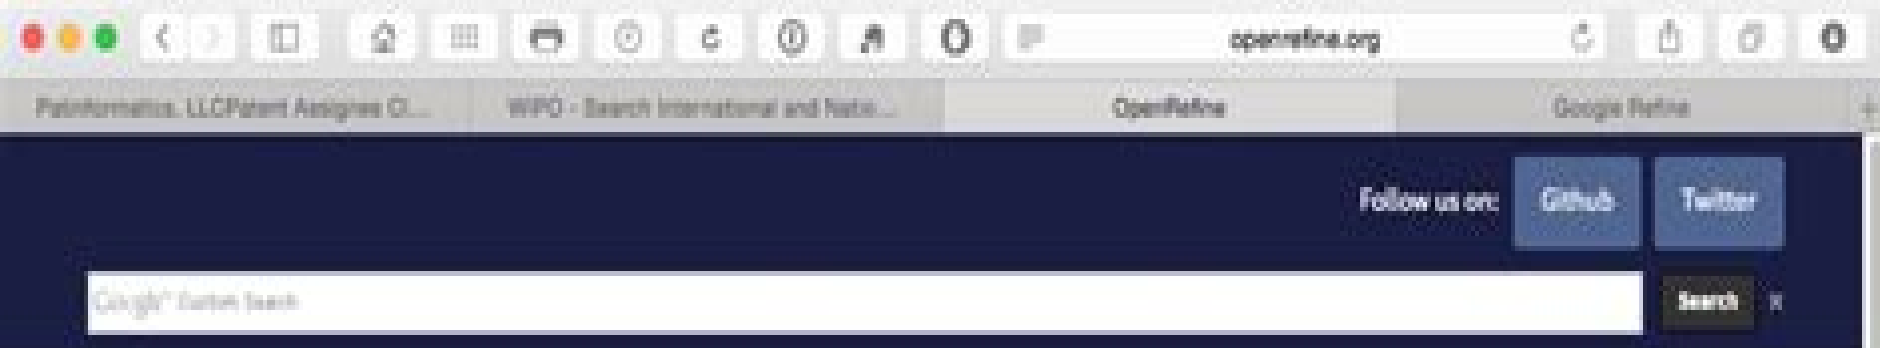 openrefine.org
PatInformatics, LLCPatent Assignee Cl... WIPO - Search International and Natio... OpenRefine Google Refine +
Follow us on: Github Twitter
Google™ Custom Search Search x